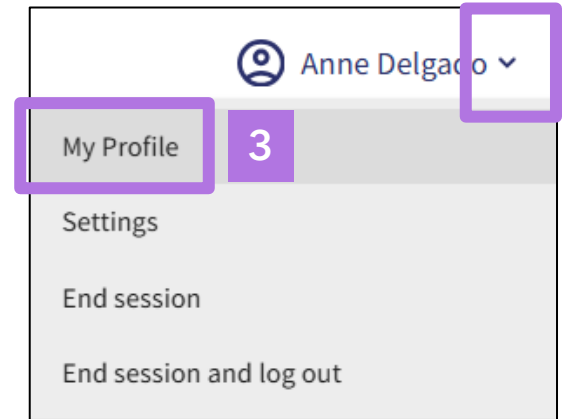 Anne Delgado
My Profile
3
Settings
End session
End session and log out